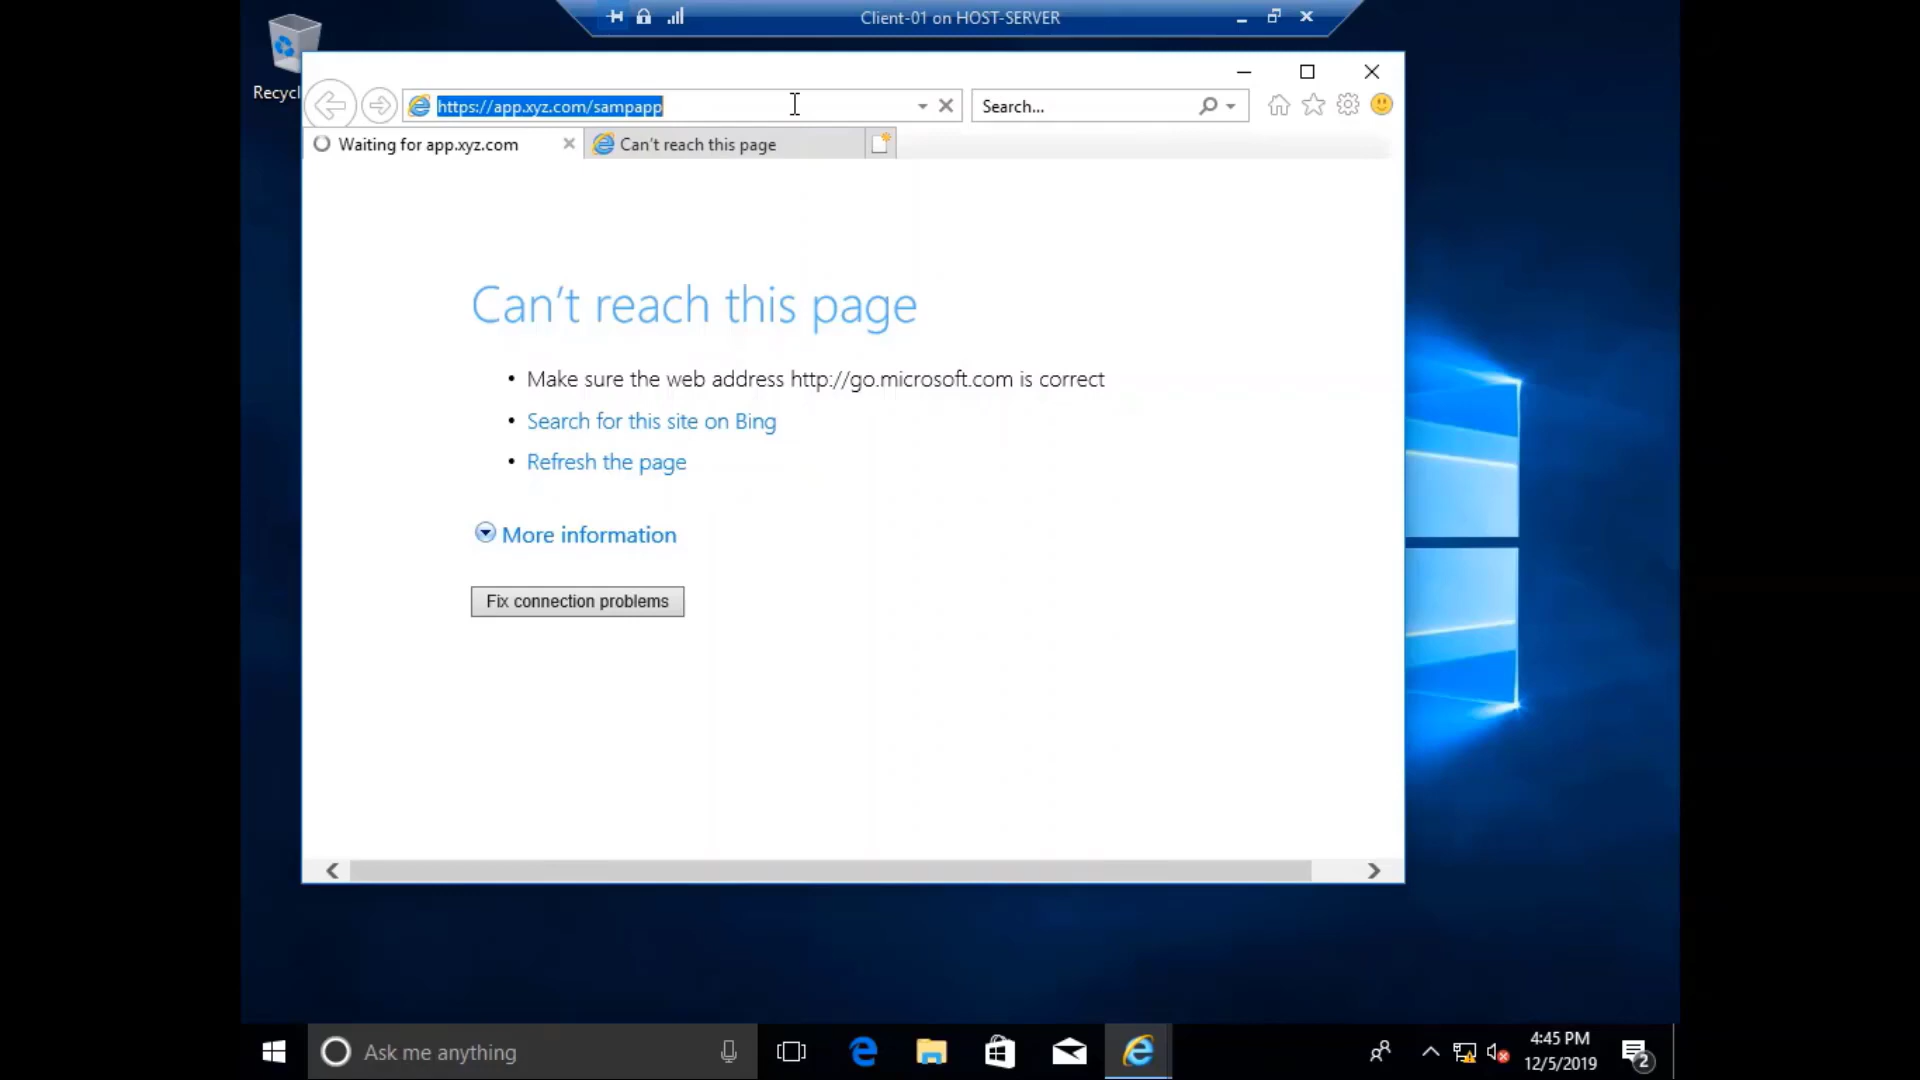 Client-01 on HOST-SERVER
Recycl
https://app.xyz.com/sampapp
Search...
Waiting for app.xyz.com
Can't reach this page
Can't reach this page
• Make sure the web address http://go.microsoft.com is correct
• Search for this site on Bing
• Refresh the page
More information
Fix connection problems
Ask me anything
4:45 PM
12/5/2019
2